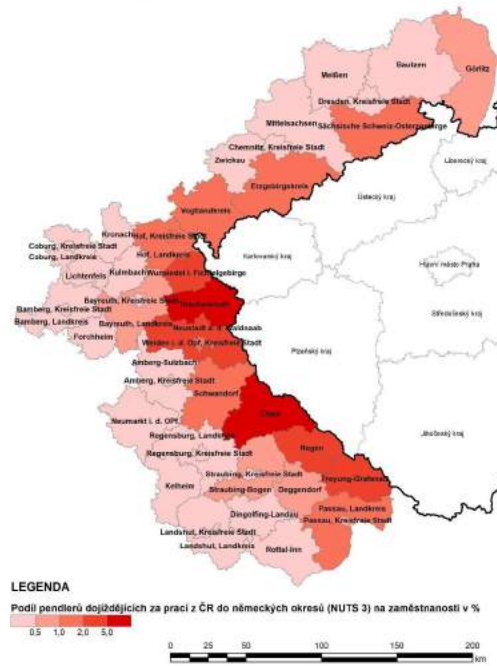 Görlitz
Bautzen
Meißen
Dresden, Kreisfreie Stadt
Mittelsachsen
Sächsische Schweiz-Osterzgebirge
Chemnitz, Kreisfreie Stadt
Zwickau
Erzgebirgskreis
Vogtlandkreis
Liberecký kraj
Ústecký kraj
Karlovarský kraj
Hlavní město Praha
Středočeský kraj
Plzeňský kraj
Jihočeský kraj
Kronach
Hof, Kreisfreie Stadt
Coburg, Kreisfreie Stadt
Coburg, Landkreis
Hof, Landkreis
Lichtenfels
Kulmbach
Wunsiedel i. Fichtelgebirge
Bayreuth, Kreisfreie Stadt
Tirschenreuth
Bamberg, Kreisfreie Stadt
Bamberg, Landkreis
Bayreuth, Landkreis
Neustadt a. d. Waldnaab
Forchheim
Weiden i. d. Opf, Kreisfreie Stadt
Amberg-Sulzbach
Amberg, Kreisfreie Stadt
Schwandorf
Neumarkt i. d. OPf.
Cham
Regensburg, Landkreis
Regensburg, Kreisfreie Stadt
Regen
Straubing, Kreisfreie Stadt
Freyung-Grafenau
Kelheim
Straubing-Bogen
Deggendorf
Passau, Landkreis
Dingolfing-Landau
Passau, Kreisfreie Stadt
Landshut, Kreisfreie Stadt
Landshut, Landkreis
Rottal-Inn
LEGENDA
Podíl pendlerů dojíždějících za prací z ČR do německých okresů (NUTS 3) na zaměstnanosti v %
0,5 1,0 2,0 5,0
0 50 100 150 200
km